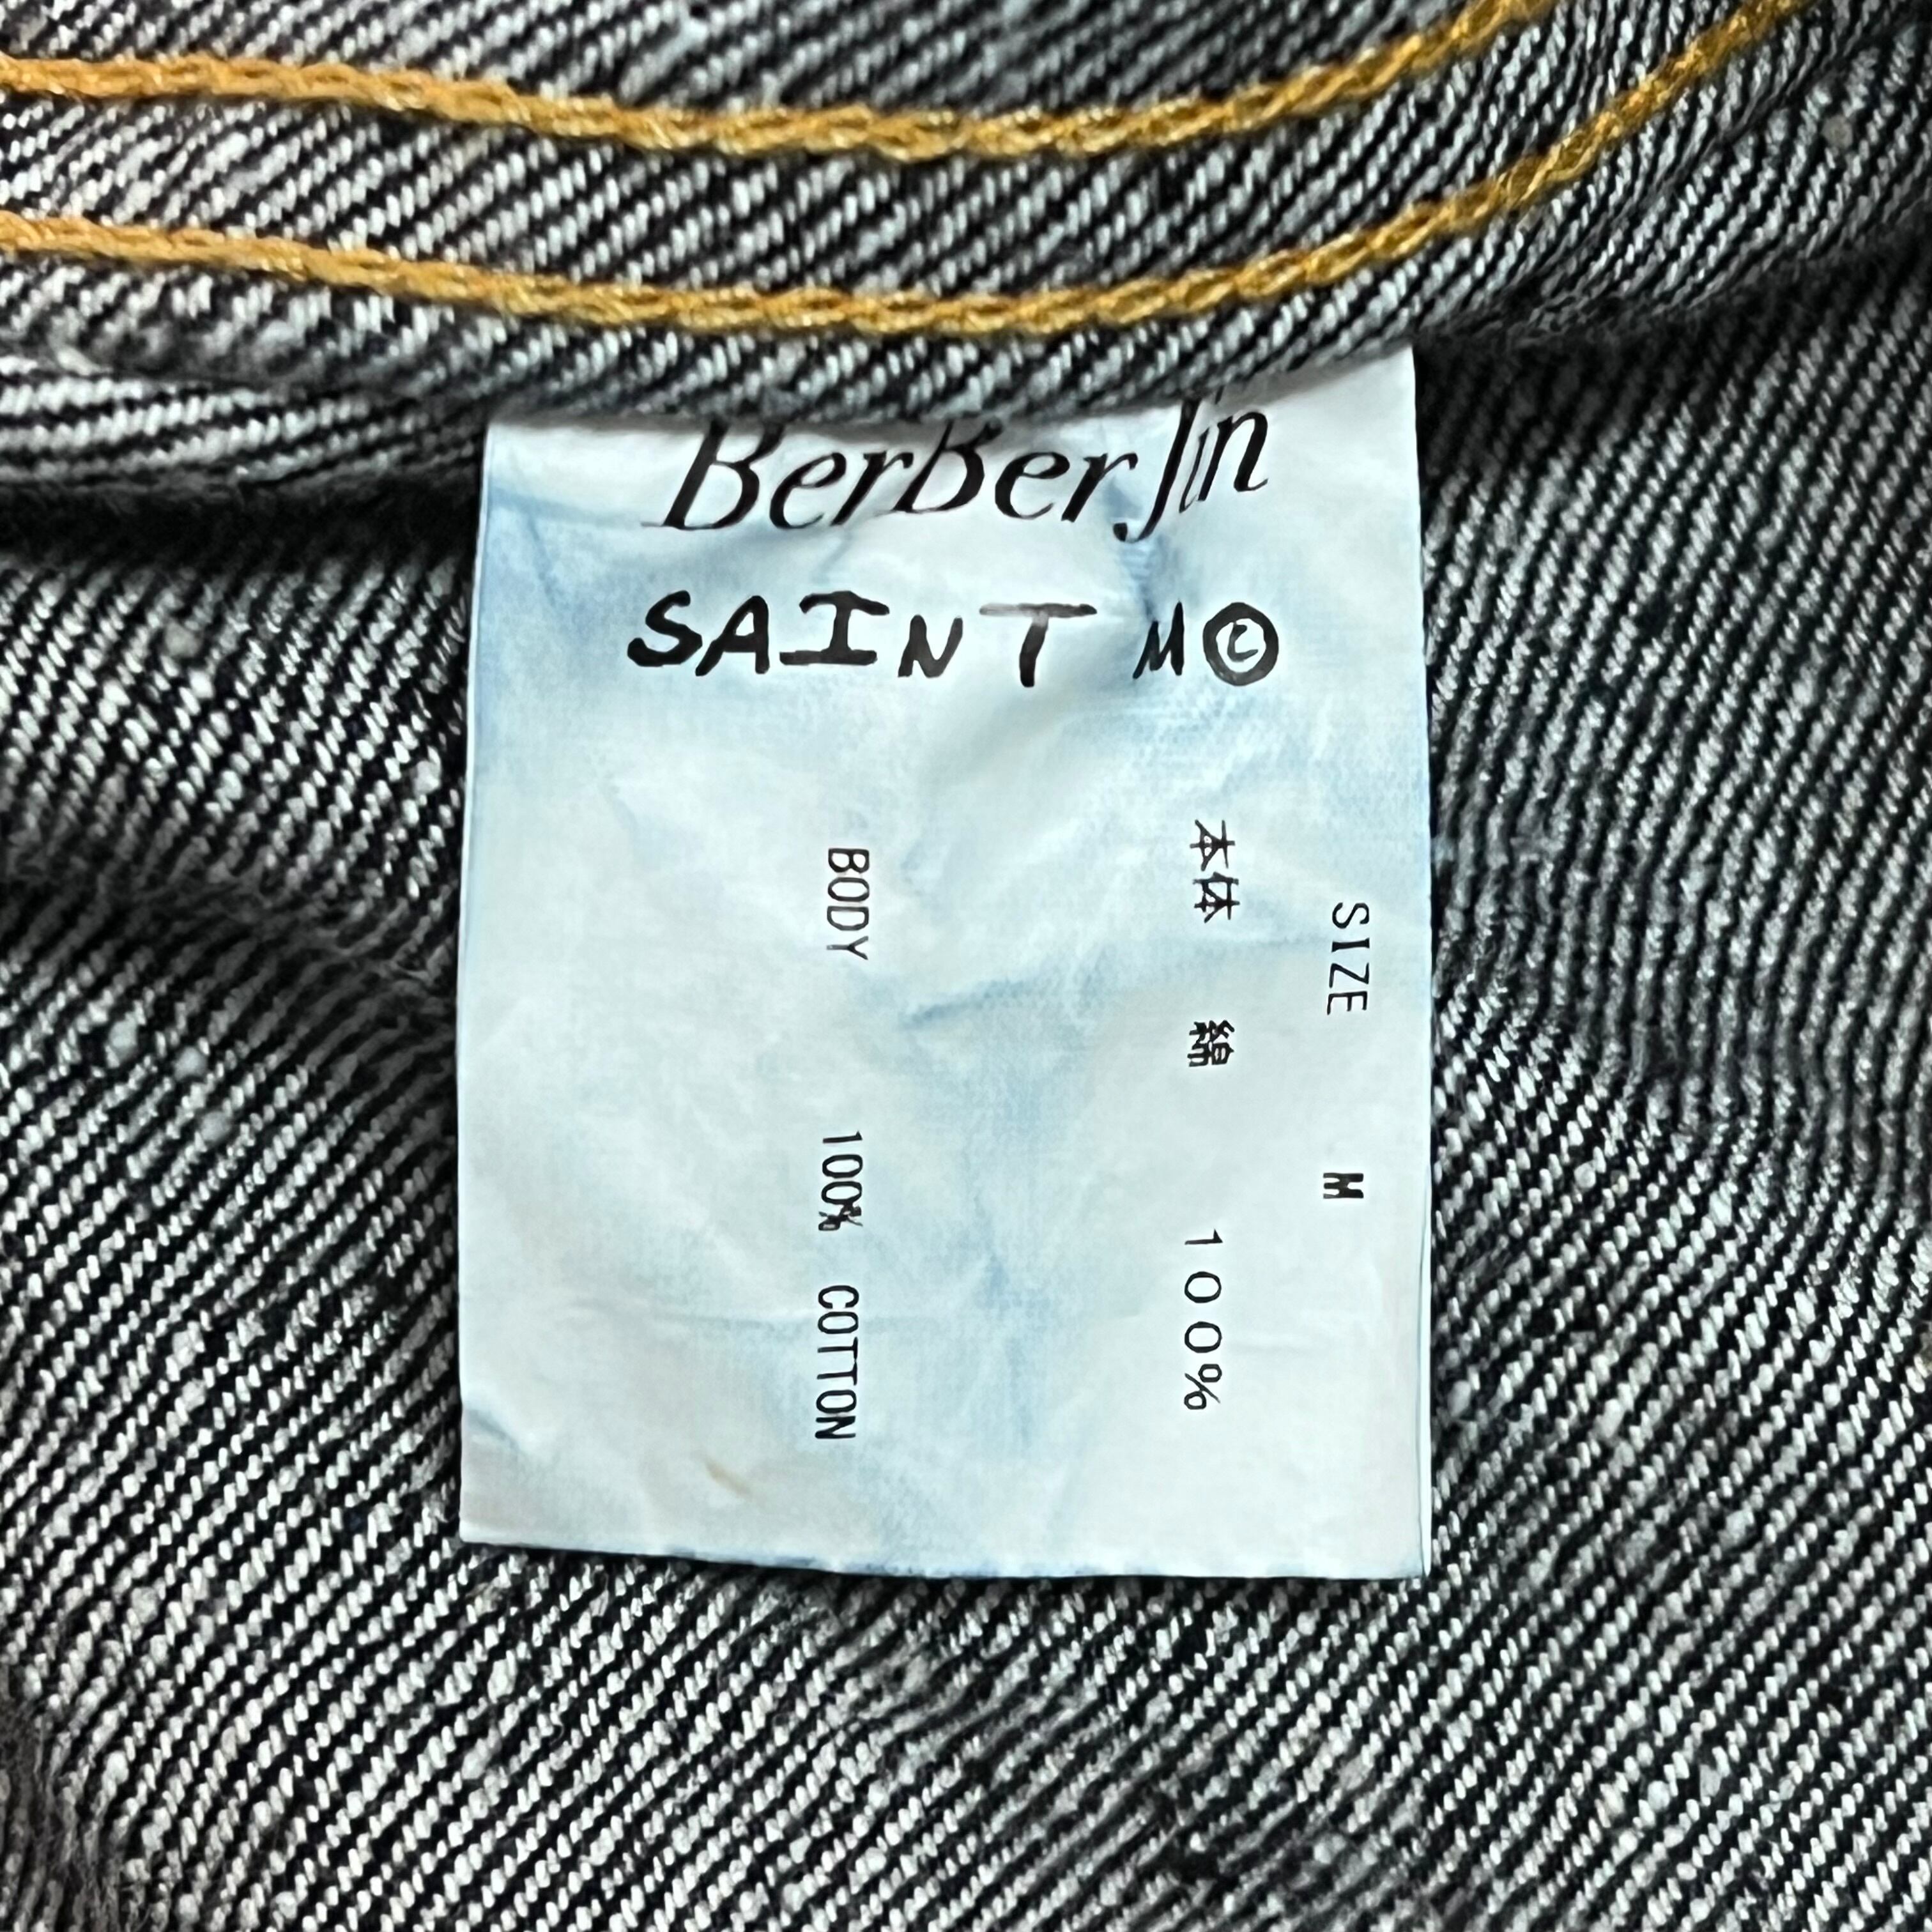 BerBerJin
SAINT M©
SIZE M
本体 綿 100%
BODY 100% COTTON